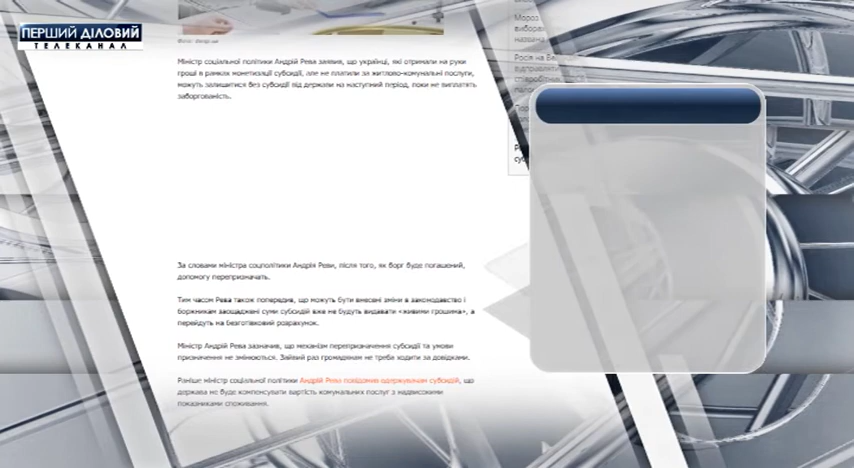 ПЕРШИЙ ДІЛОВИЙ
ТЕЛЕКАНАЛ
Міністр соціальної політики Андрій Рева заявив, що українці, які отримали на руки
гроші в рамках монетизації субсидії, але не платили за житлово-комунальні послуги,
можуть залишитися без субсидії від держави на наступний період, поки не виплатять
заборгованість.
За словами міністра соцполітики Андрія Реви, після того, як борг буде погашений,
допомогу перепризначать.
Тим часом Рева також попередив, що можуть бути внесені зміни в законодавство і
боржникам заощаджені суми субсидій вже не будуть видавати «живими грошима», а
перейдуть на безготівковий розрахунок.
Міністр Андрій Рева зазначив, що механізм перепризначення субсидії та умови
призначення не змінюються. Зайвий раз громадянам не треба ходити за довідками.
Раніше міністр соціальної політики Андрій Рева повідомив одержувачам субсидій, що
держава не буде компенсувати вартість комунальних послуг з надвисокими
показниками споживання.
Мороз
Росія на